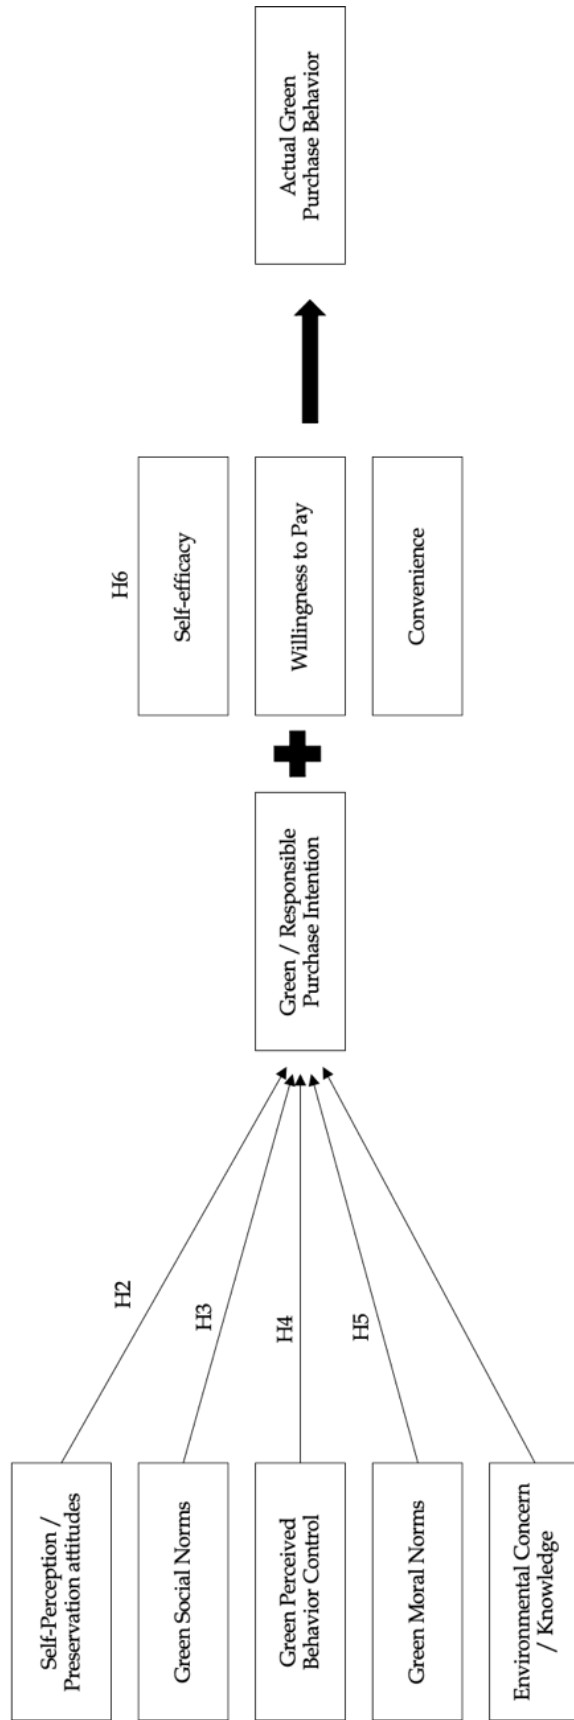 Self-Perception /
Preservation attitudes
Green Social Norms
Green Perceived
Behavior Control
Green Moral Norms
Environmental Concern
/ Knowledge
H2
H3
H4
H5
Green / Responsible
Purchase Intention
H6
Self-efficacy
Willingness to Pay
Convenience
Actual Green
Purchase Behavior